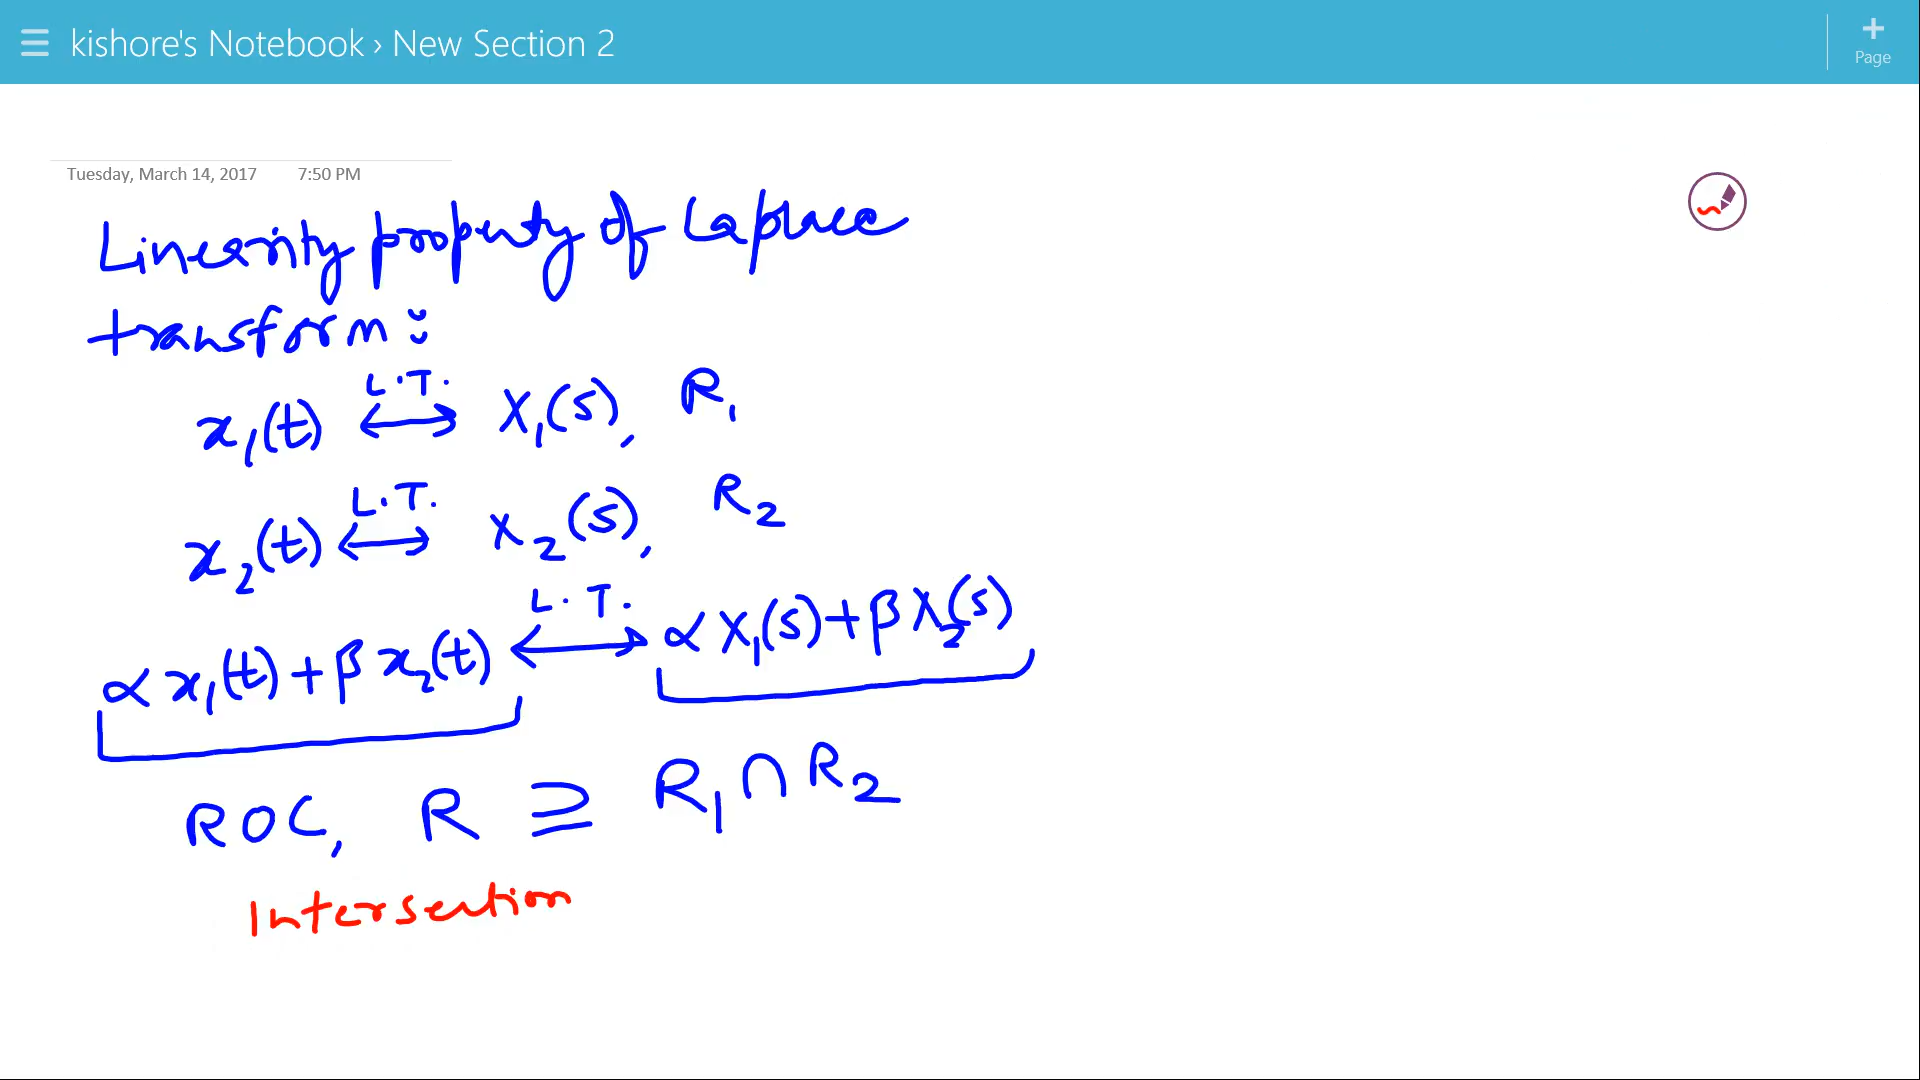 kishore's Notebook › New Section 2
Page
Tuesday, March 14, 2017 7:50 PM
Linearity property of Laplace
transform:
x₁(t) L.T. ↔ X₁(s), R₁
x₂(t) L.T. ↔ X₂(s), R₂
αx₁(t)+βx₂(t) L.T. ↔ αX₁(s)+βX₂(s)
ROC, R ⊇ R₁∩R₂
Intersection